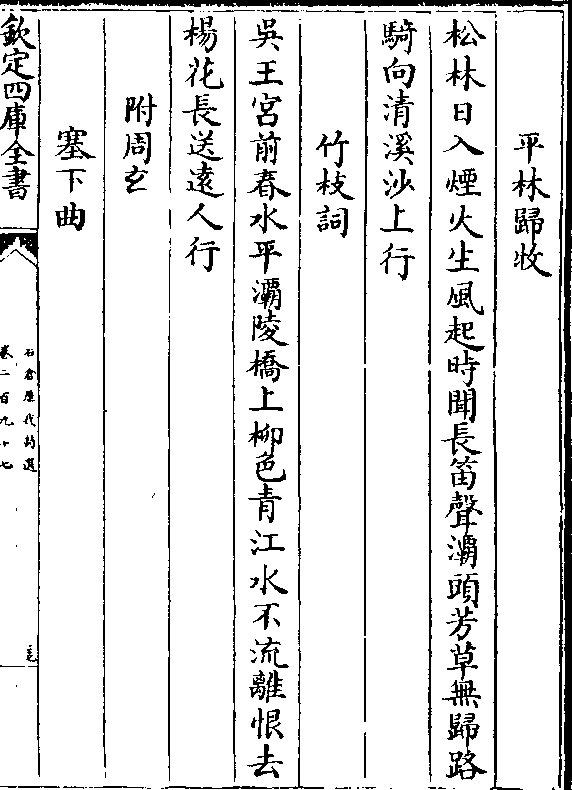 平林歸牧
松林日入煙火生風起時聞長笛聲灞頭芳草無歸路
騎向清溪沙上行
竹枝詞
吳王宮前春水平灞陵橋上柳色青江水不流離恨去
楊花長送遠人行
附周玄
塞下曲
欽定四庫全書
石倉歴代詩選
卷二百九十七